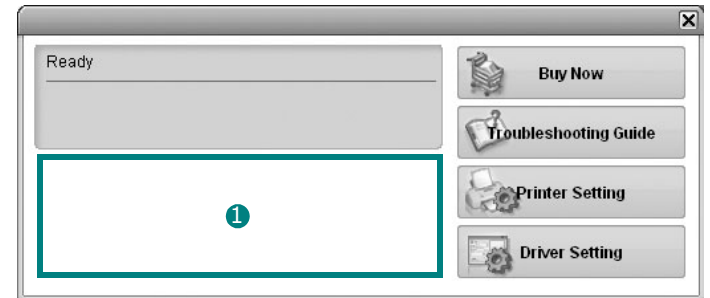 Ready
Buy Now
Troubleshooting Guide
1
Printer Setting
Driver Setting